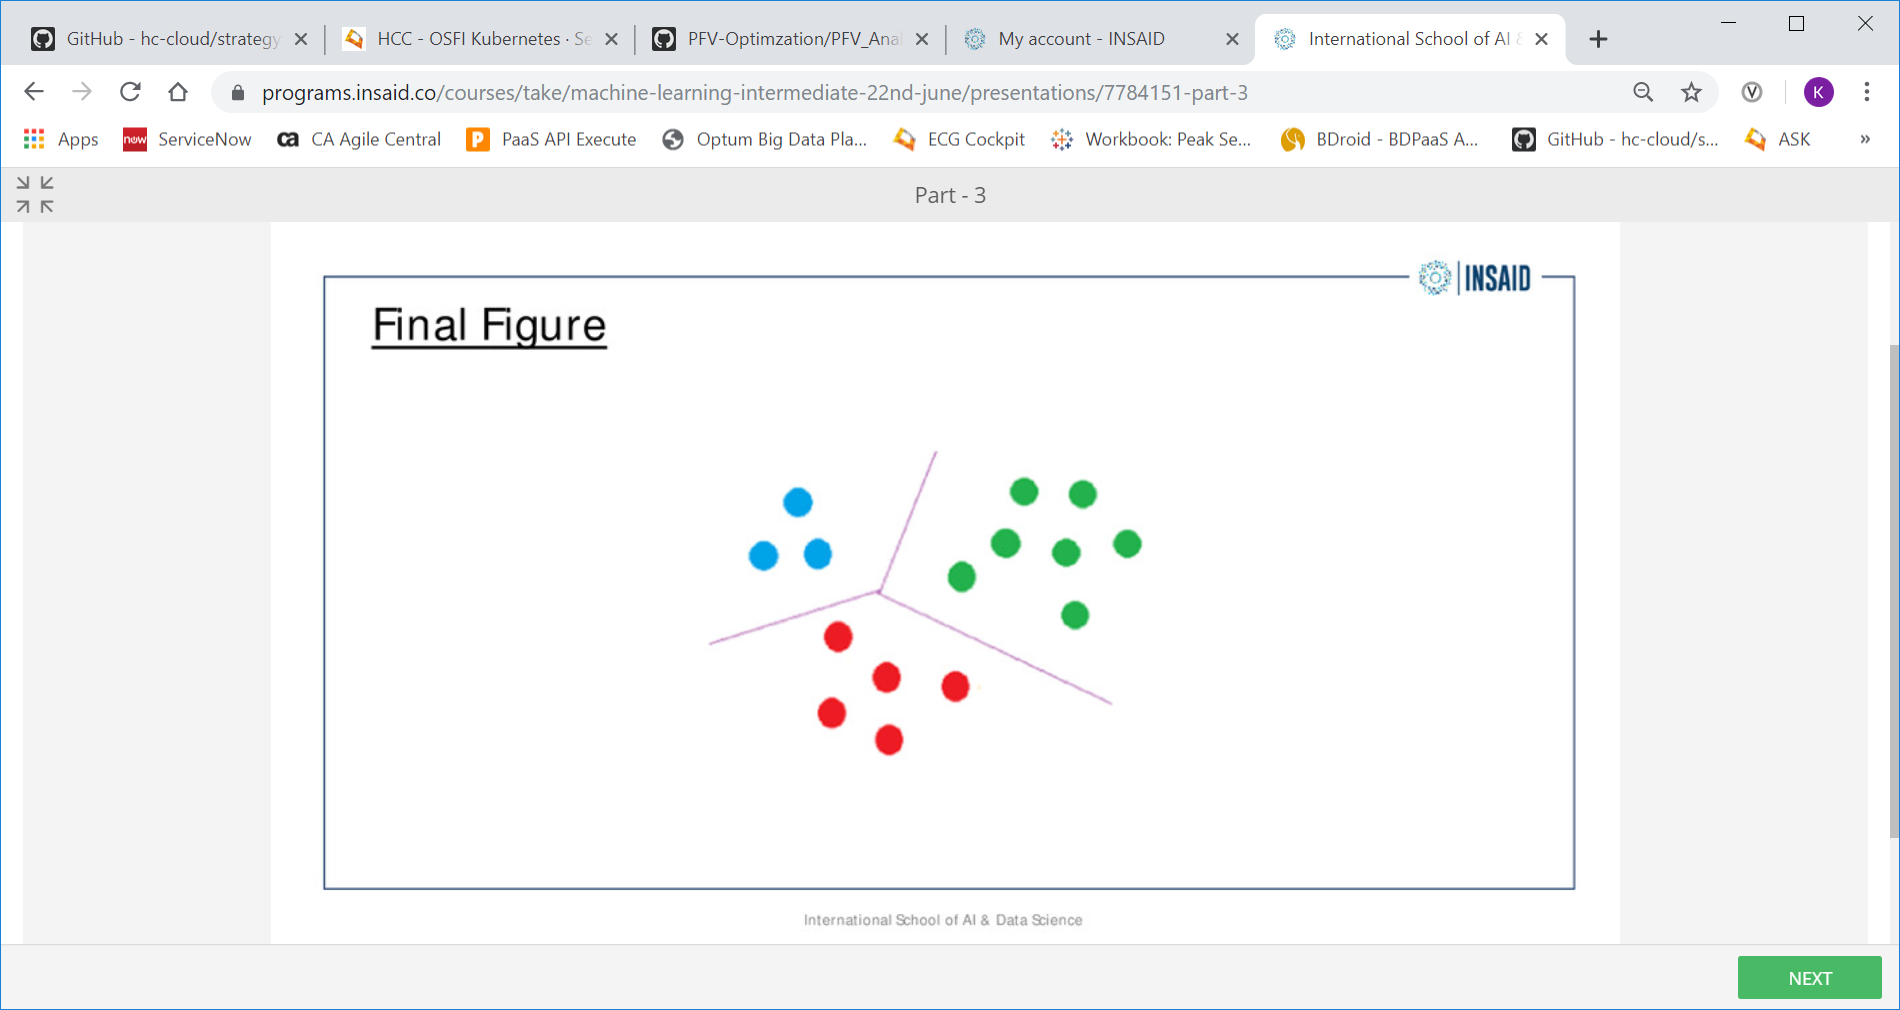 GitHub - hc-cloud/strategy
HCC - OSFI Kubernetes · Se
PFV-Optimzation/PFV_Anal
My account - INSAID
International School of AI &
programs.insaid.co/courses/take/machine-learning-intermediate-22nd-june/presentations/7784151-part-3
K
Apps
now ServiceNow
ca CA Agile Central
P PaaS API Execute
Optum Big Data Pla...
ECG Cockpit
Workbook: Peak Se...
BDroid - BDPaaS A...
GitHub - hc-cloud/s...
ASK
»
Part - 3
INSAID
Final Figure
International School of AI & Data Science
NEXT